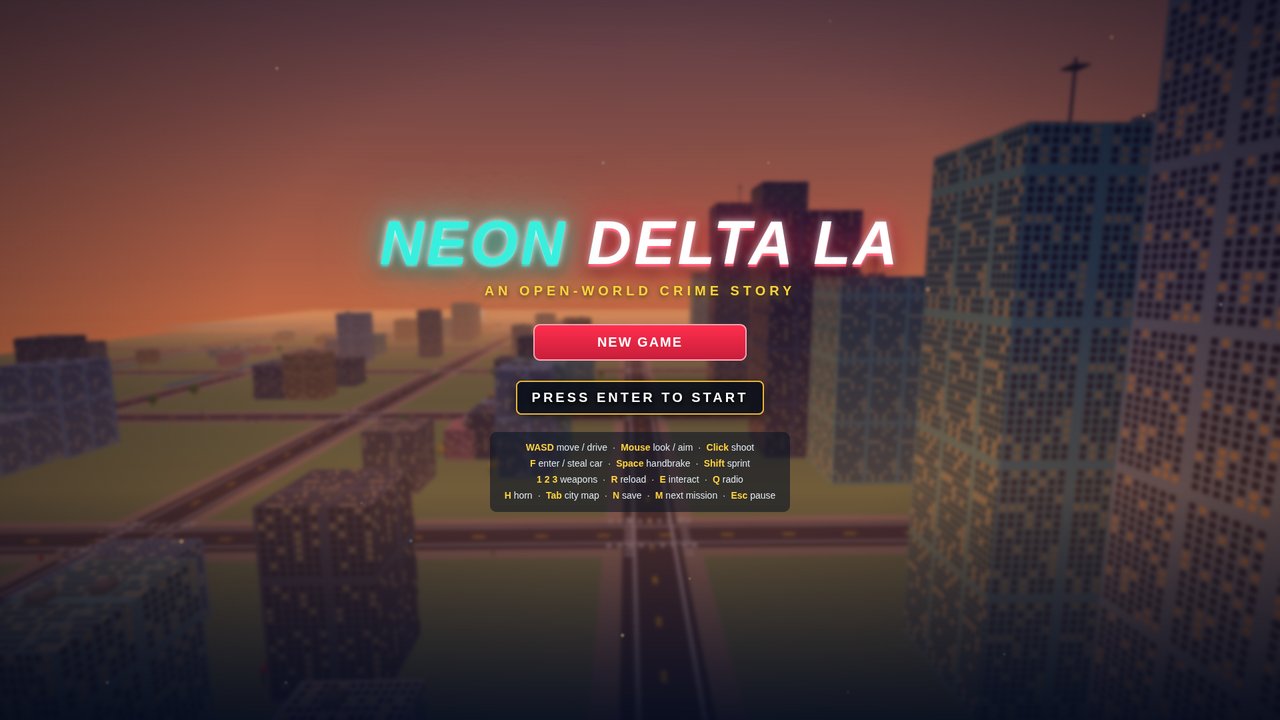 NEON DELTA LA
AN OPEN-WORLD CRIME STORY
NEW GAME
PRESS ENTER TO START
WASD move / drive · Mouse look / aim · Click shoot
F enter / steal car · Space handbrake · Shift sprint
1 2 3 weapons · R reload · E interact · Q radio
H horn · Tab city map · N save · M next mission · Esc pause